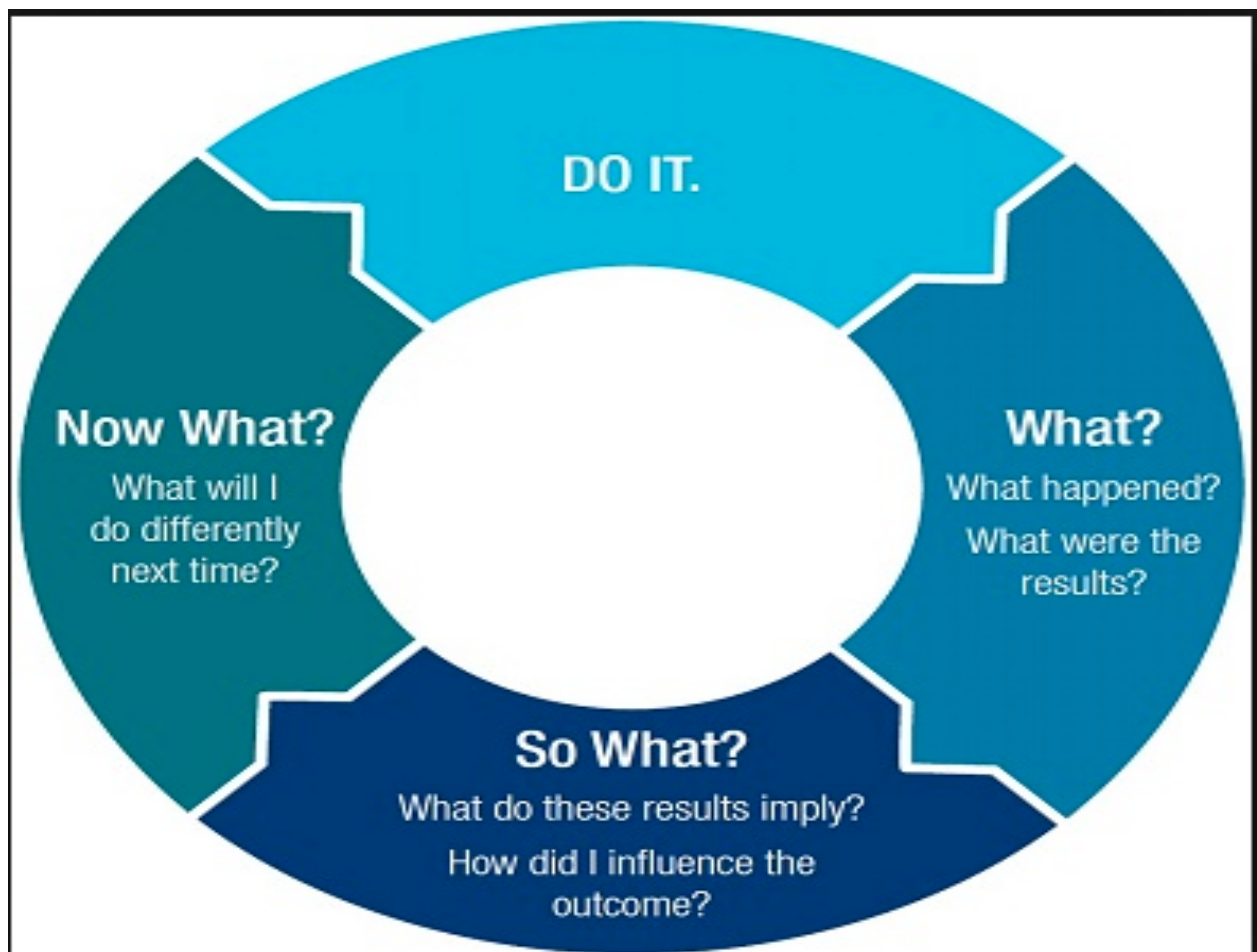 DO IT.
What?
What happened?
What were the
results?
So What?
What do these results imply?
How did I influence the
outcome?
Now What?
What will I
do differently
next time?